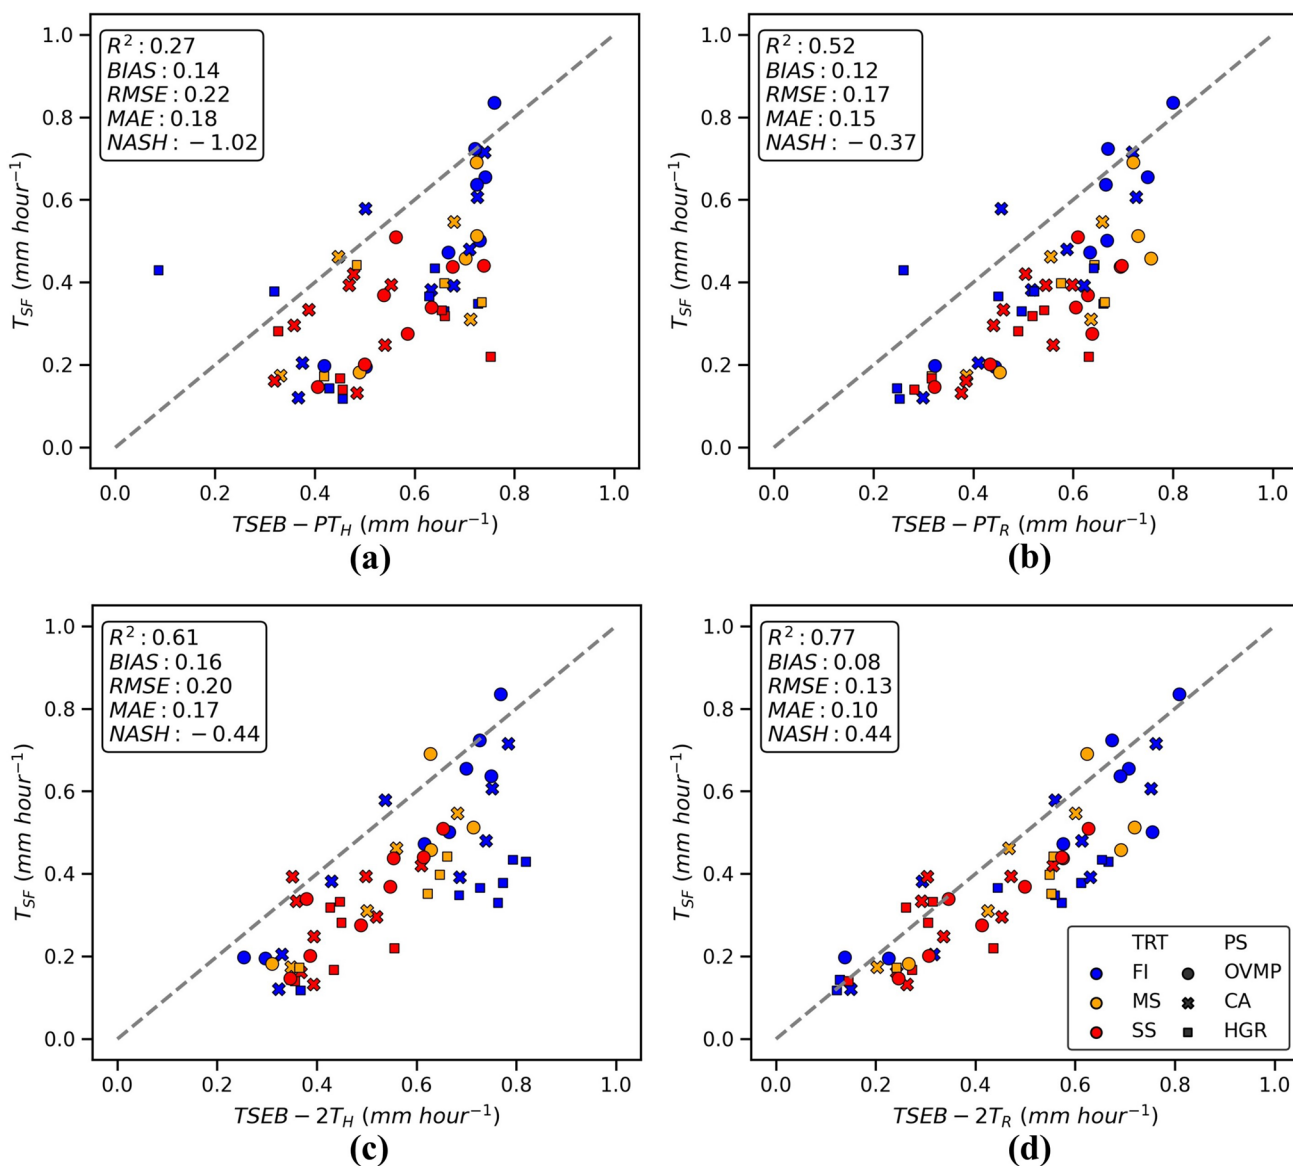 R² : 0.27
BIAS : 0.14
RMSE : 0.22
MAE : 0.18
NASH : −1.02
1.0
0.8
0.6
0.4
0.2
0.0
T_SF (mm hour⁻¹)
0.0 0.2 0.4 0.6 0.8 1.0
TSEB − PT_H (mm hour⁻¹)
(a)
R² : 0.52
BIAS : 0.12
RMSE : 0.17
MAE : 0.15
NASH : −0.37
1.0
0.8
0.6
0.4
0.2
0.0
T_SF (mm hour⁻¹)
0.0 0.2 0.4 0.6 0.8 1.0
TSEB − PT_R (mm hour⁻¹)
(b)
R² : 0.61
BIAS : 0.16
RMSE : 0.20
MAE : 0.17
NASH : −0.44
1.0
0.8
0.6
0.4
0.2
0.0
T_SF (mm hour⁻¹)
0.0 0.2 0.4 0.6 0.8 1.0
TSEB − 2T_H (mm hour⁻¹)
(c)
R² : 0.77
BIAS : 0.08
RMSE : 0.13
MAE : 0.10
NASH : 0.44
1.0
0.8
0.6
0.4
0.2
0.0
T_SF (mm hour⁻¹)
TRT PS
FI OVMP
MS CA
SS HGR
0.0 0.2 0.4 0.6 0.8 1.0
TSEB − 2T_R (mm hour⁻¹)
(d)